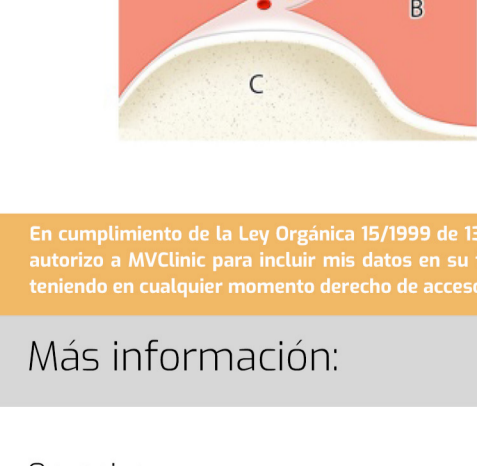 B
C
En cumplimiento de la Ley Orgánica 15/1999 de 13
autorizo a MVClinic para incluir mis datos en su
teniendo en cualquier momento derecho de acceso
Más información: